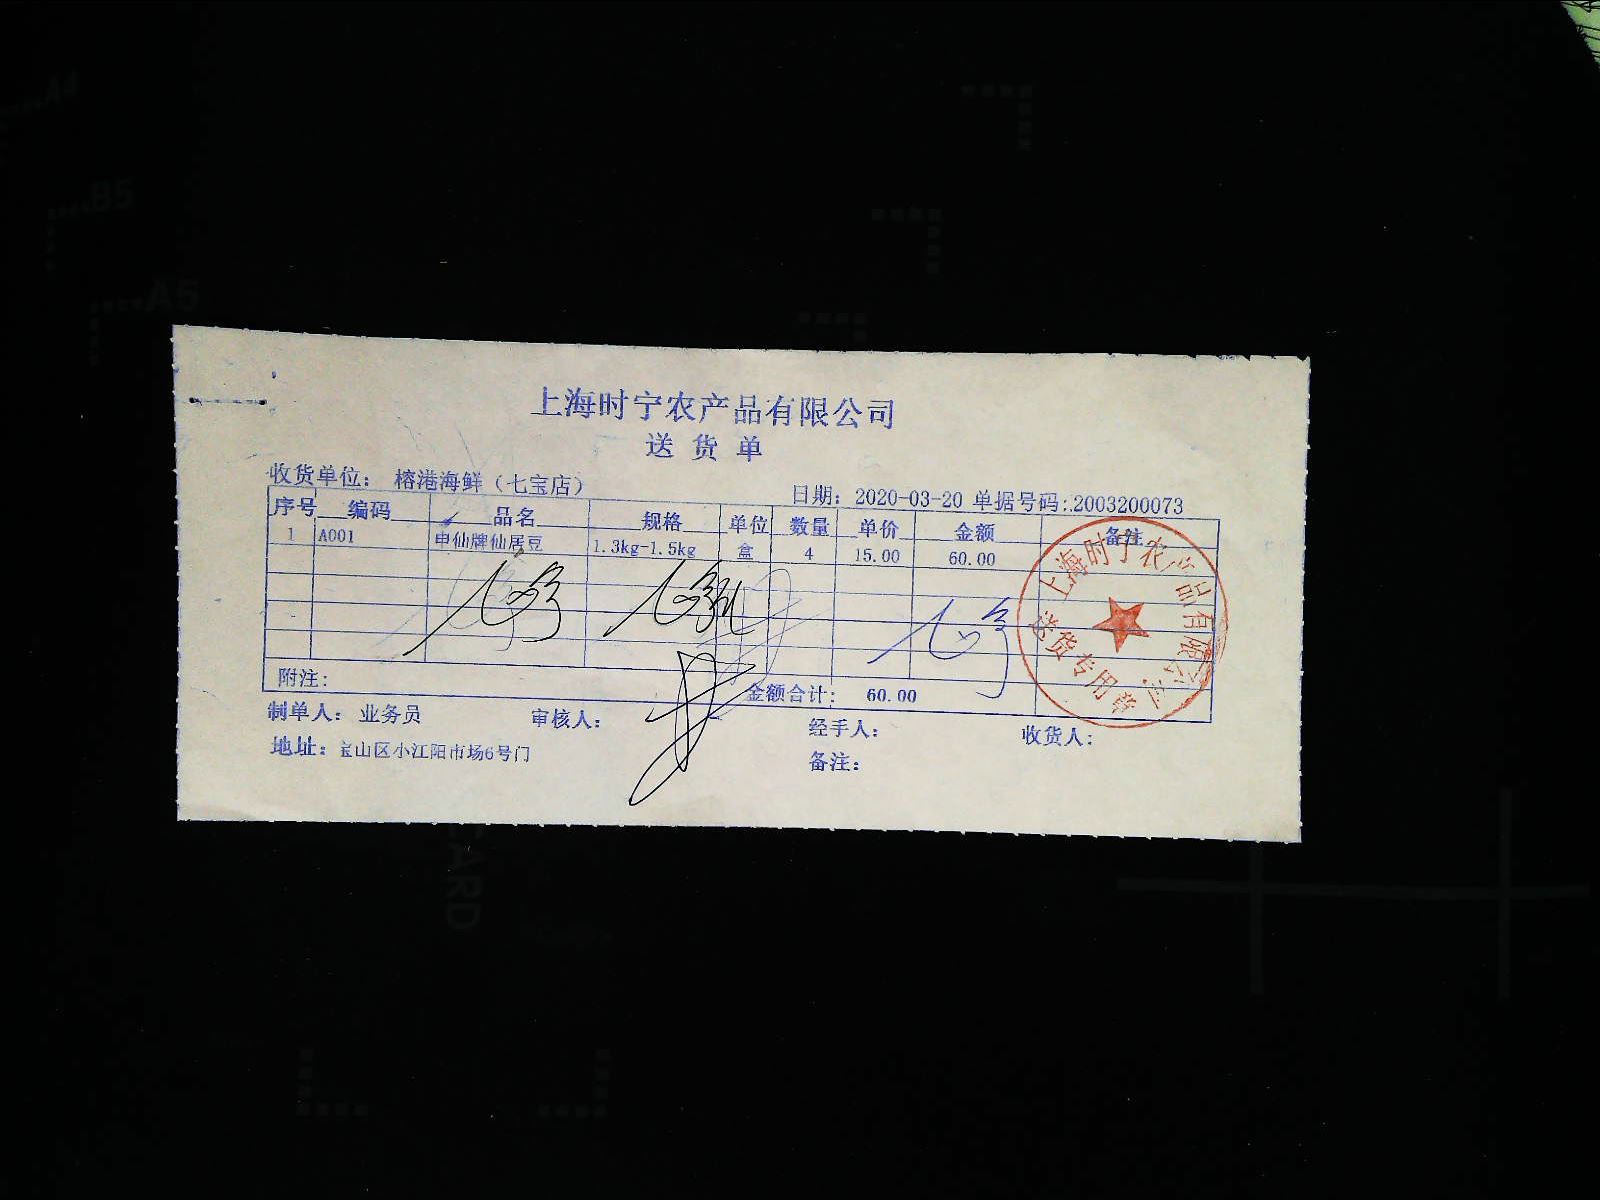 上海时宁农产品有限公司
送货单
收货单位： 榕港海鲜（七宝店） 日期：2020-03-20 单据号码：2003200073
序号 编码 品名 规格 单位 数量 单价 金额 备注
1 A001 申仙牌仙居豆 1.3kg-1.5kg 盒 4 15.00 60.00
附注： 金额合计： 60.00
制单人：业务员 审核人： 经手人： 收货人：
地址：宝山区小江阳市场6号门 备注：
上海时宁农产品有限公司
送货专用章
A4
B5
A5
CARD